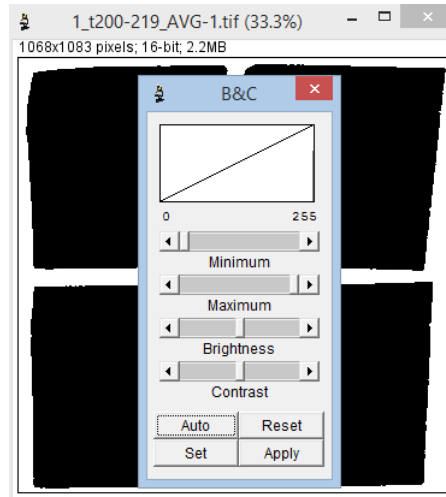 1_t200-219_AVG-1.tif (33.3%)
1068x1083 pixels; 16-bit; 2.2MB
B&C
0 255
Minimum
Maximum
Brightness
Contrast
Auto Reset
Set Apply